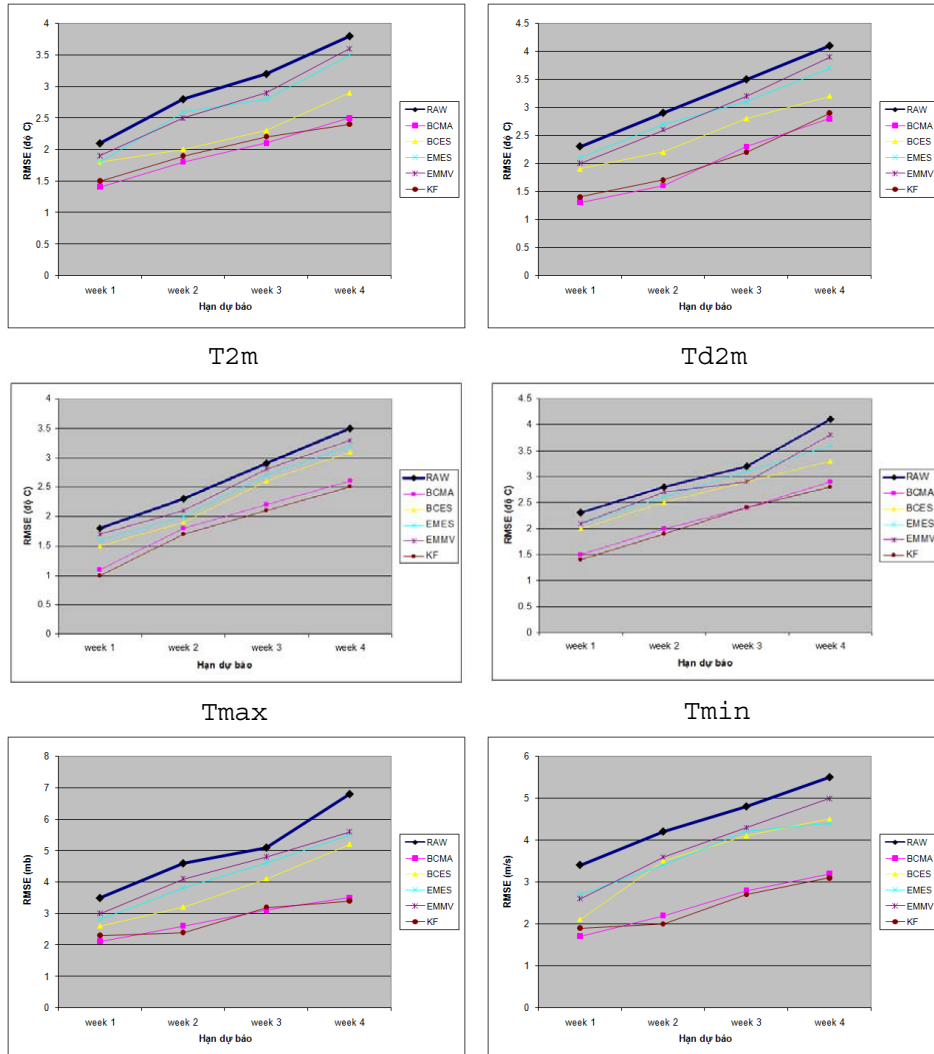 4
3.5
3
2.5
2
1.5
1
0.5
0
RMSE (độ C)
week 1 week 2 week 3 week 4
Hạn dự báo
RAW
BCMA
BCES
EMES
EMMV
KF
T2m
4.5
4
3.5
3
2.5
2
1.5
1
0.5
0
RMSE (độ C)
week 1 week 2 week 3 week 4
Hạn dự báo
RAW
BCMA
BCES
EMES
EMMV
KF
Td2m
4
3.5
3
2.5
2
1.5
1
0.5
0
RMSE (độ C)
week 1 week 2 week 3 week 4
Hạn dự báo
RAW
BCMA
BCES
EMES
EMMV
KF
Tmax
4.5
4
3.5
3
2.5
2
1.5
1
0.5
0
RMSE (độ C)
week 1 week 2 week 3 week 4
Hạn dự báo
RAW
BCMA
BCES
EMES
EMMV
KF
Tmin
8
7
6
5
4
3
2
1
0
RMSE (mb)
week 1 week 2 week 3 week 4
Hạn dự báo
RAW
BCMA
BCES
EMES
EMMV
KF
6
5
4
3
2
1
0
RMSE (m/s)
week 1 week 2 week 3 week 4
Hạn dự báo
RAW
BCMA
BCES
EMES
EMMV
KF